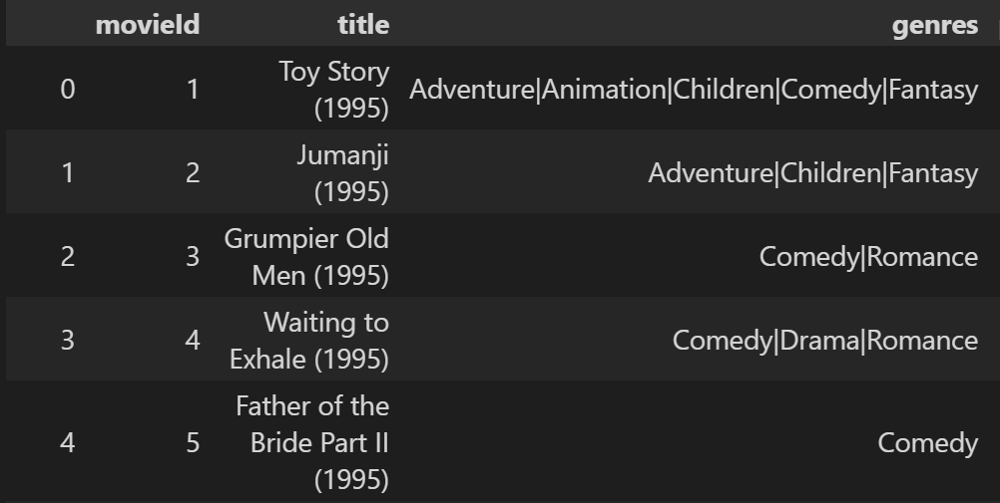 movieId title genres
0 1 Toy Story (1995) Adventure|Animation|Children|Comedy|Fantasy
1 2 Jumanji (1995) Adventure|Children|Fantasy
2 3 Grumpier Old Men (1995) Comedy|Romance
3 4 Waiting to Exhale (1995) Comedy|Drama|Romance
4 5 Father of the Bride Part II (1995) Comedy